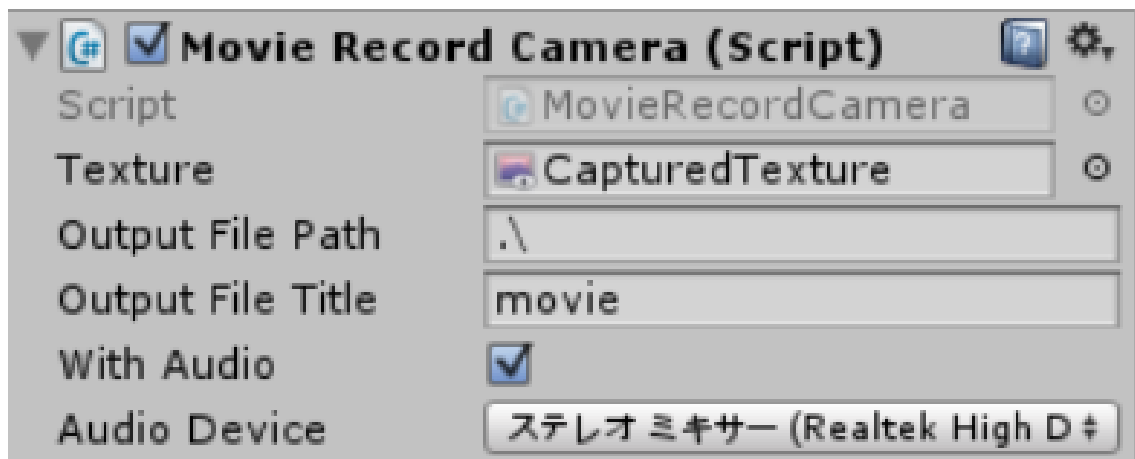 Movie Record Camera (Script)
Script MovieRecordCamera
Texture CapturedTexture
Output File Path .\
Output File Title movie
With Audio
Audio Device ステレオ ミキサー (Realtek High D